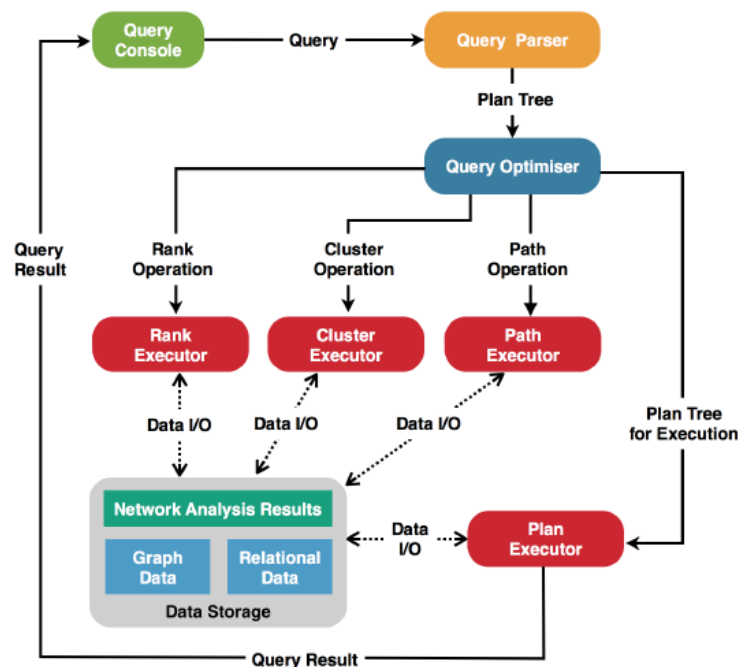 Query
Console
Query
Query Parser
Plan Tree
Query Optimiser
Query
Result
Rank
Operation
Cluster
Operation
Path
Operation
Rank
Executor
Cluster
Executor
Path
Executor
Data I/O
Data I/O
Data I/O
Plan Tree
for Execution
Network Analysis Results
Graph
Data
Relational
Data
Data Storage
Data
I/O
Plan
Executor
Query Result